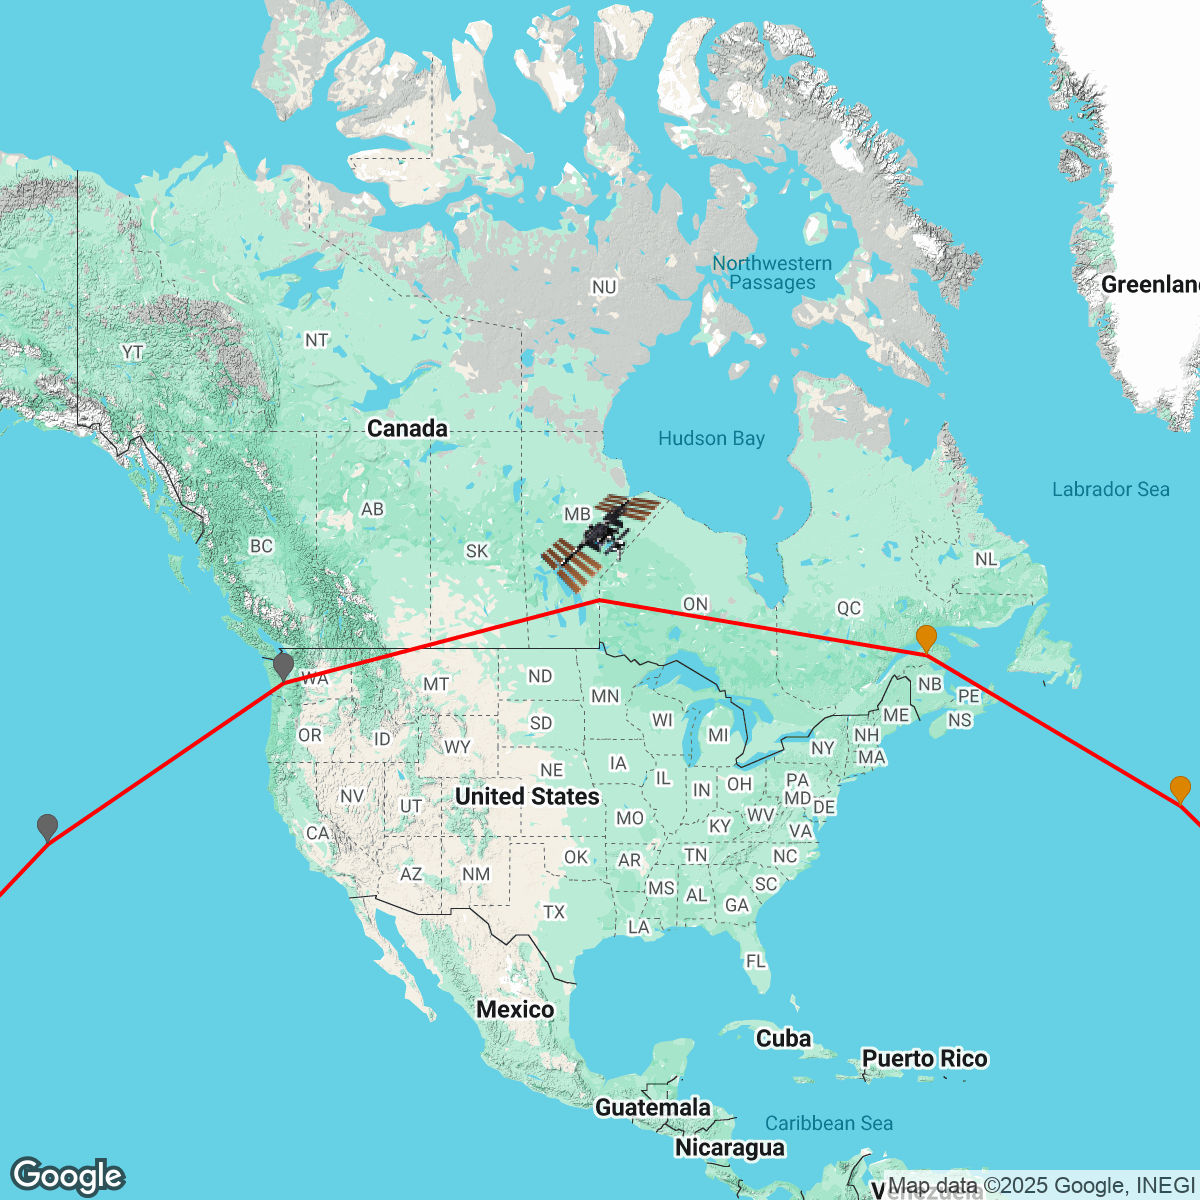 Northwestern
Passages
Greenlan
NU
NT
YT
Canada
Hudson Bay
Labrador Sea
AB
MB
BC
SK
NL
ON
QC
WA
MT
ND
MN
NB
PE
NS
ME
OR
ID
SD
WI
MI
NY
NH
MA
WY
IA
NE
IL
IN
OH
PA
MD
DE
NV
UT
United States
CA
MO
KY
WV
VA
AZ
NM
OK
AR
TN
NC
MS
AL
SC
GA
TX
LA
FL
Mexico
Cuba
Puerto Rico
Guatemala
Caribbean Sea
Nicaragua
Venezuela
Google
Map data ©2025 Google, INEGI